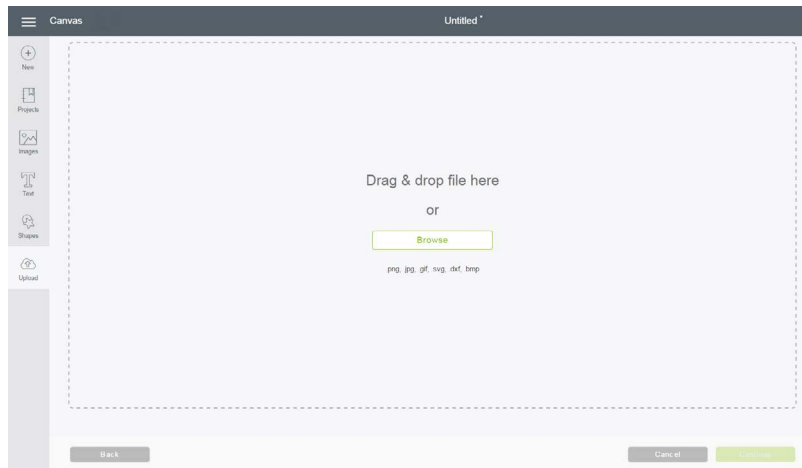 Canvas
Untitled *
New
Projects
Images
Text
Shapes
Upload
Drag & drop file here
or
Browse
png, jpg, gif, svg, dxf, bmp
Back
Cancel